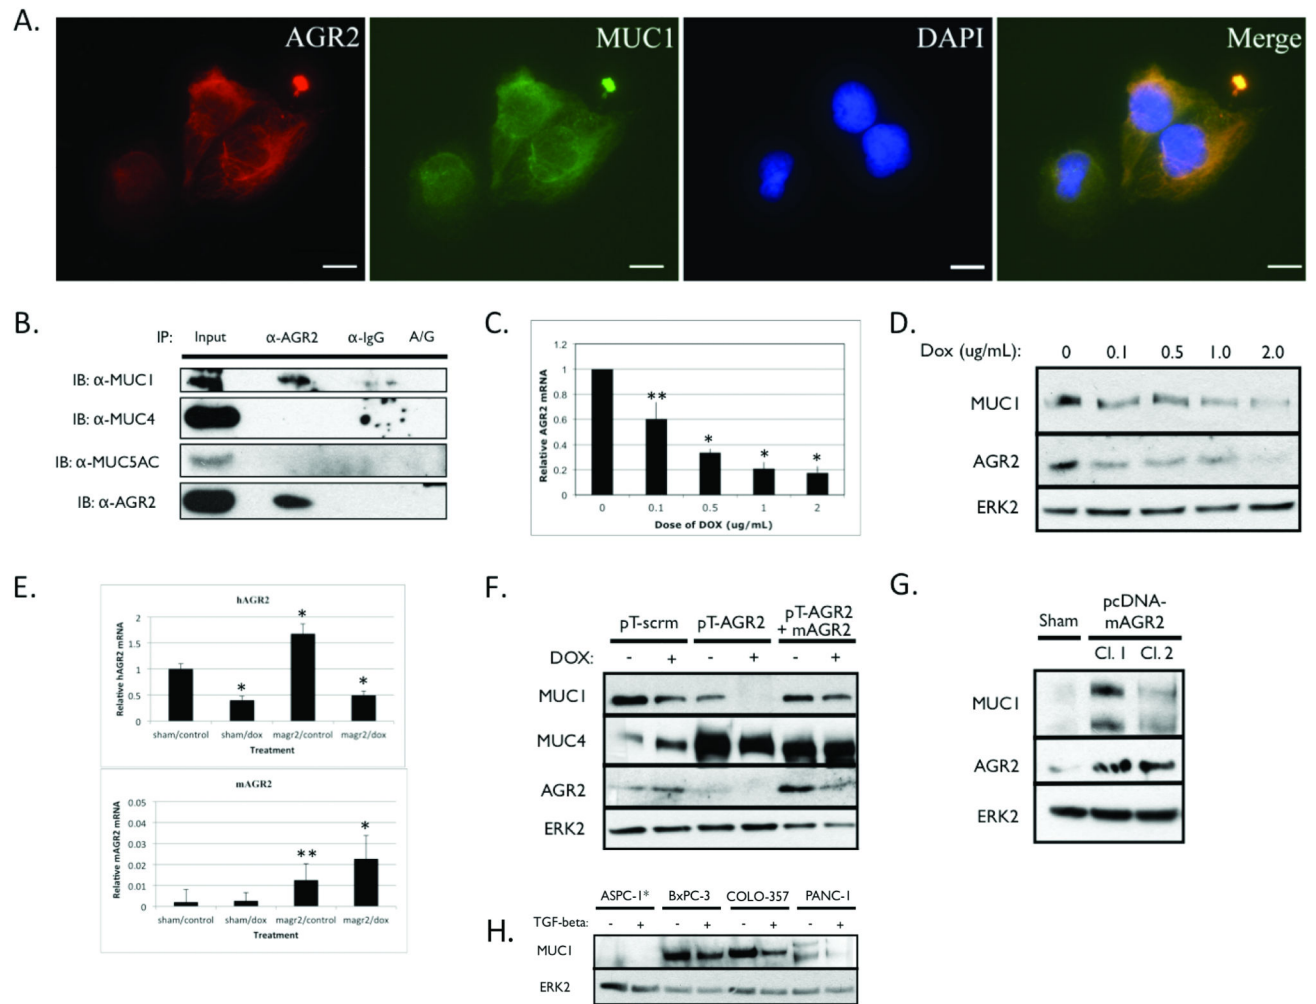 A.
AGR2
MUC1
DAPI
Merge
B.
IP: Input α-AGR2 α-IgG A/G
IB: α-MUC1
IB: α-MUC4
IB: α-MUC5AC
IB: α-AGR2
C.
Relative AGR2 mRNA
1.2
1
0.8
0.6
0.4
0.2
0
** * * *
0 0.1 0.5 1 2
Dose of DOX (ug/mL)
D.
Dox (ug/mL): 0 0.1 0.5 1.0 2.0
MUC1
AGR2
ERK2
E.
hAGR2
Relative hAGR2 mRNA
2
1.5
1
0.5
0
* * *
sham/control sham/dox magr2/control magr2/dox
Treatment
mAGR2
Relative mAGR2 mRNA
0.05
0.04
0.03
0.02
0.01
0
** *
sham/control sham/dox magr2/control magr2/dox
Treatment
F.
pT-scrm pT-AGR2 pT-AGR2
+ mAGR2
DOX: - + - + - +
MUC1
MUC4
AGR2
ERK2
G.
Sham pcDNA-
mAGR2
Cl. 1 Cl. 2
MUC1
AGR2
ERK2
H.
ASPC-1* BxPC-3 COLO-357 PANC-1
TGF-beta: - + - + - + - +
MUC1
ERK2